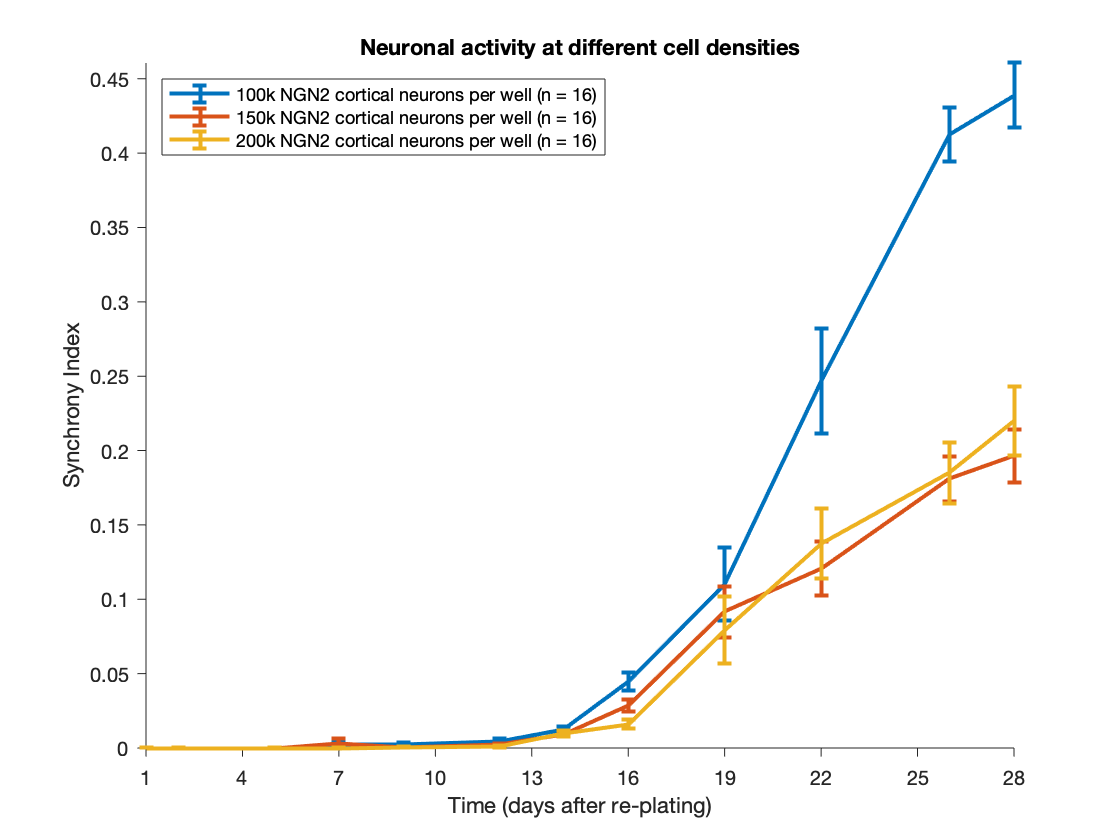 Neuronal activity at different cell densities
100k NGN2 cortical neurons per well (n = 16)
150k NGN2 cortical neurons per well (n = 16)
200k NGN2 cortical neurons per well (n = 16)
Synchrony Index
0.45
0.4
0.35
0.3
0.25
0.2
0.15
0.1
0.05
0
1 4 7 10 13 16 19 22 25 28
Time (days after re-plating)